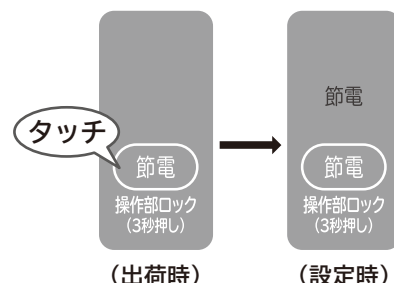 タッチ
節電
操作部ロック
(3秒押し)
(出荷時)
節電
節電
操作部ロック
(3秒押し)
(設定時)